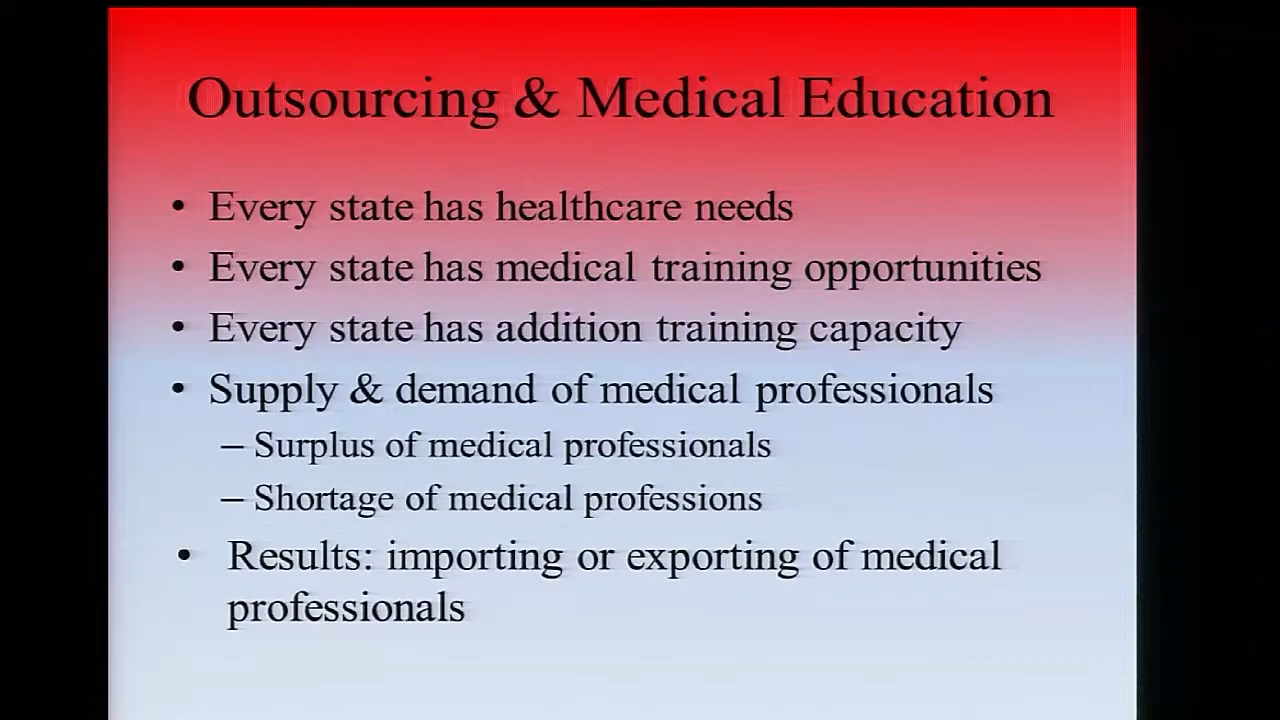 Outsourcing & Medical Education
• Every state has healthcare needs
• Every state has medical training opportunities
• Every state has addition training capacity
• Supply & demand of medical professionals
– Surplus of medical professionals
– Shortage of medical professions
• Results: importing or exporting of medical
professionals